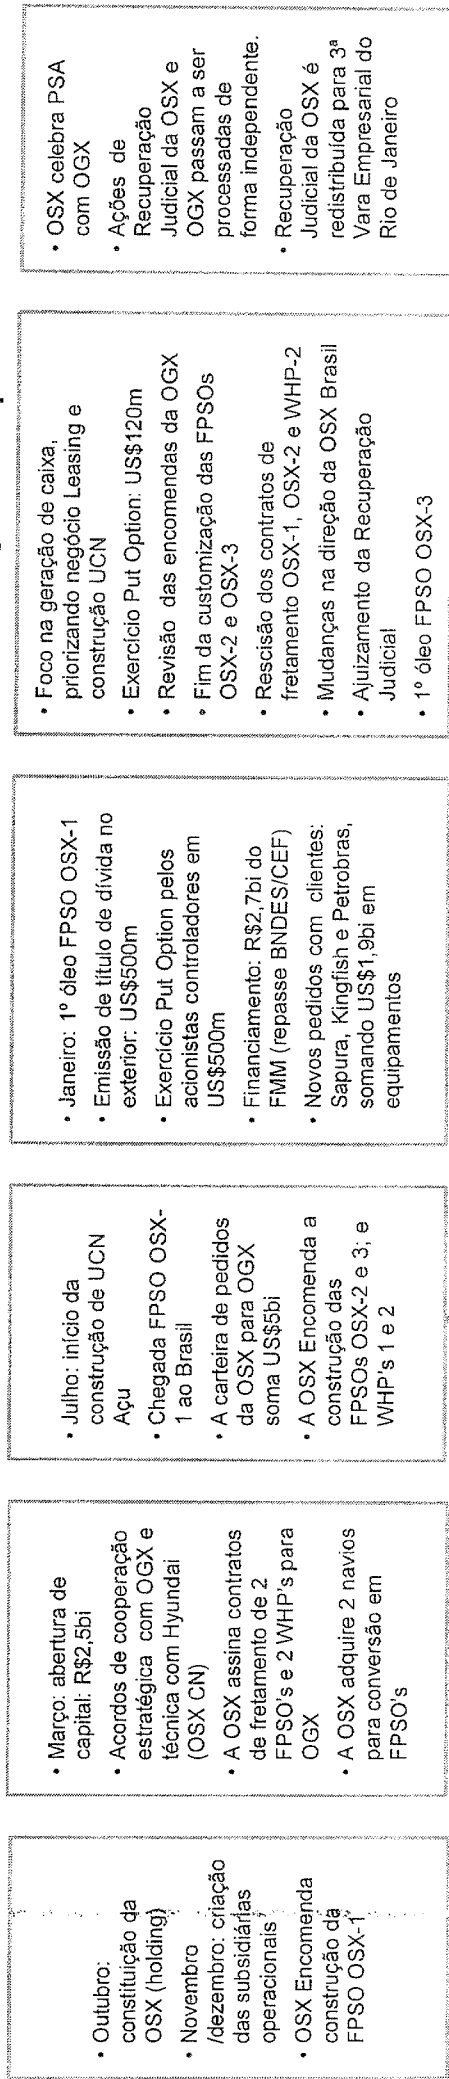 • Outubro:
constituição da
OSX (holding)
• Novembro
/dezembro: criação
das subsidiárias
operacionais
• OSX Encomenda
construção da
FPSO OSX-1
• Março: abertura de
capital: R$2,5bi
• Acordos de cooperação
estratégica com OGX e
técnica com Hyundai
(OSX CN)
• A OSX assina contratos
de fretamento de 2
FPSO's e 2 WHP's para
OGX
• A OSX adquire 2 navios
para conversão em
FPSO's
• Julho: início da
construção de UCN
Açu
• Chegada FPSO OSX-
1 ao Brasil
• A carteira de pedidos
da OSX para OGX
soma US$5bi
• A OSX Encomenda a
construção das
FPSOs OSX-2 e 3; e
WHP's 1 e 2
• Janeiro: 1º óleo FPSO OSX-1
• Emissão de título de dívida no
exterior: US$500m
• Exercício Put Option pelos
acionistas controladores em
US$500m
• Financiamento: R$2,7bi do
FMM (repasse BNDES/CEF)
• Novos pedidos com clientes:
Sapura, Kingfish e Petrobras,
somando US$1,9bi em
equipamentos
• Foco na geração de caixa,
priorizando negócio Leasing e
construção UCN
• Exercício Put Option: US$120m
• Revisão das encomendas da OGX
• Fim da customização das FPSOs
OSX-2 e OSX-3
• Rescisão dos contratos de
fretamento OSX-1, OSX-2 e WHP-2
• Mudanças na direção da OSX Brasil
• Ajuizamento da Recuperação
Judicial
• 1º óleo FPSO OSX-3
• OSX celebra PSA
com OGX
• Ações de
Recuperação
Judicial da OSX e
OGX passam a ser
processadas de
forma independente.
• Recuperação
Judicial da OSX é
redistribuída para 3ª
Vara Empresarial do
Rio de Janeiro